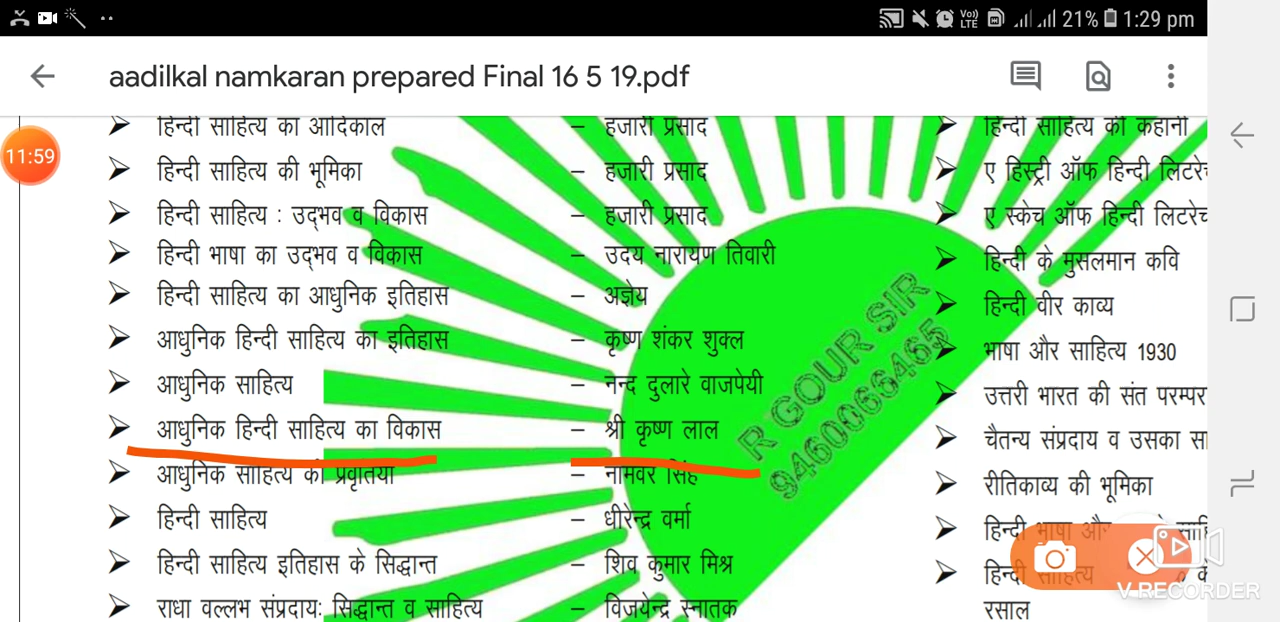 21% 1:29 pm
aadilkal namkaran prepared Final 16 5 19.pdf
11:59
➢ हिन्दी साहित्य का आदिकाल – हजारी प्रसाद
➢ हिन्दी साहित्य की भूमिका – हजारी प्रसाद
➢ हिन्दी साहित्य : उद्‌भव व विकास – हजारी प्रसाद
➢ हिन्दी भाषा का उद्‌भव व विकास – उदय नारायण तिवारी
➢ हिन्दी साहित्य का आधुनिक इतिहास – अज्ञेय
➢ आधुनिक हिन्दी साहित्य का इतिहास – कृष्ण शंकर शुक्ल
➢ आधुनिक साहित्य – नन्द दुलारे वाजपेयी
➢ आधुनिक हिन्दी साहित्य का विकास – श्री कृष्ण लाल
➢ आधुनिक साहित्य की प्रवृतियां – नामवर सिंह
➢ हिन्दी साहित्य – धीरेन्द्र वर्मा
➢ हिन्दी साहित्य इतिहास के सिद्धान्त – शिव कुमार मिश्र
➢ राधा वल्लभ संप्रदायः सिद्धान्त व साहित्य – विजयेन्द्र स्नातक
➢ हिन्दी साहित्य की कहानी
➢ ए हिस्ट्री ऑफ हिन्दी लिटरेच
➢ ए स्केच ऑफ हिन्दी लिटरेच
➢ हिन्दी के मुसलमान कवि
➢ हिन्दी वीर काव्य
➢ भाषा और साहित्य 1930
➢ उत्तरी भारत की संत परम्पर
➢ चैतन्य संप्रदाय व उसका सा
➢ रीतिकाव्य की भूमिका
➢ हिन्दी भाषा और
➢ हिन्दी साहित्य
रसाल
R GOUR SIR
9460066465
V RECORDER